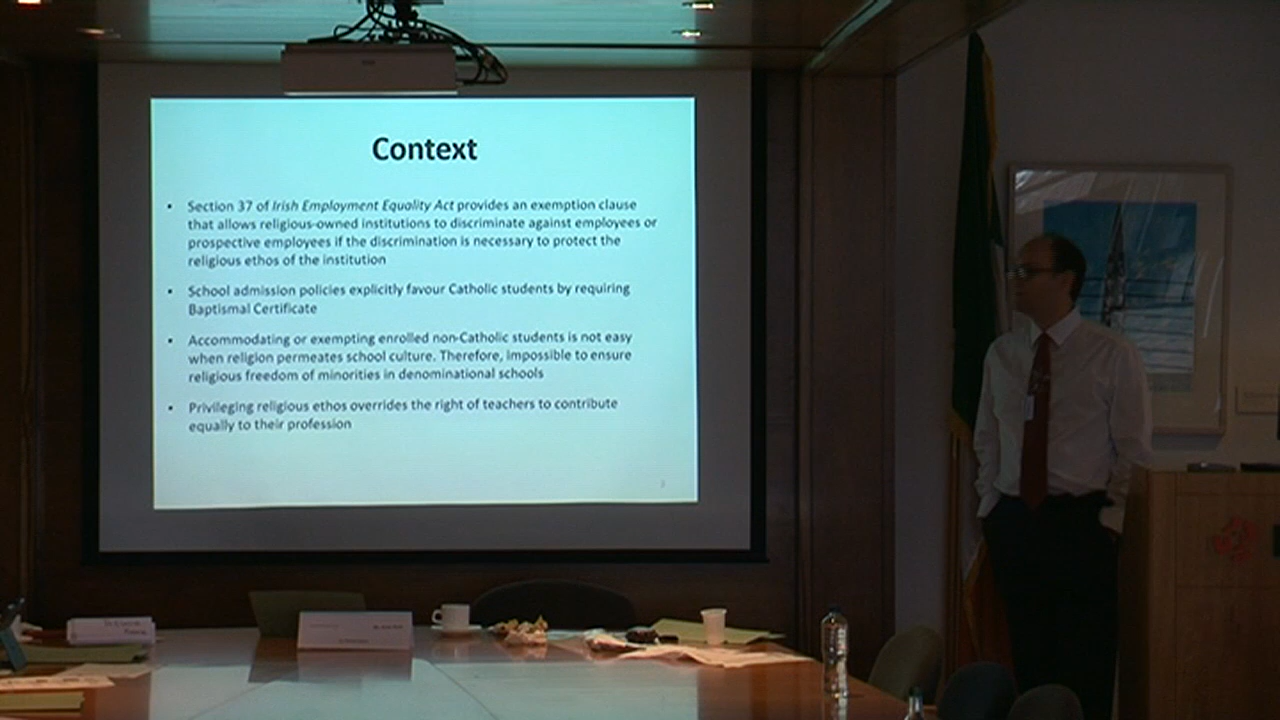 Context
• Section 37 of Irish Employment Equality Act provides an exemption clause
that allows religious-owned institutions to discriminate against employees or
prospective employees if the discrimination is necessary to protect the
religious ethos of the institution
• School admission policies explicitly favour Catholic students by requiring
Baptismal Certificate
• Accommodating or exempting enrolled non-Catholic students is not easy
when religion permeates school culture. Therefore, impossible to ensure
religious freedom of minorities in denominational schools
• Privileging religious ethos overrides the right of teachers to contribute
equally to their profession